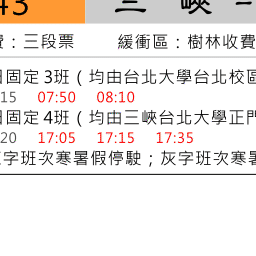 43 三 峽
：三段票 緩衝區：樹林收費
固定 3班 ( 均由台北大學台北校區
15 07:50 08:10
固定 4班 ( 均由三峽台北大學正門
20 17:05 17:15 17:35
字班次寒暑假停駛；灰字班次寒暑